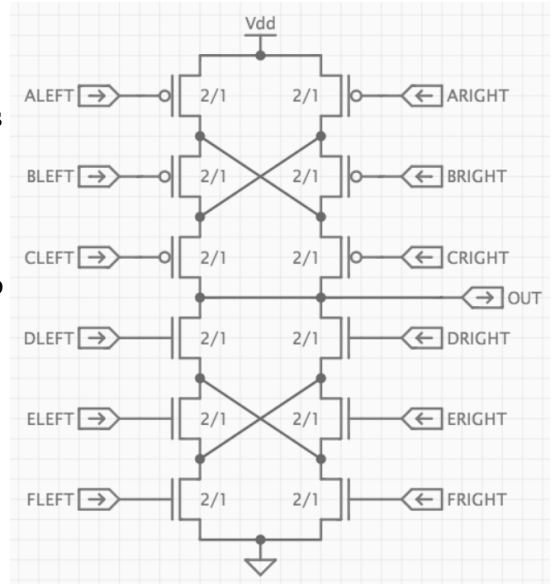 Vdd
ALEFT 2/1 2/1 ARIGHT
BLEFT 2/1 2/1 BRIGHT
CLEFT 2/1 2/1 CRIGHT
OUT
DLEFT 2/1 2/1 DRIGHT
ELEFT 2/1 2/1 ERIGHT
FLEFT 2/1 2/1 FRIGHT